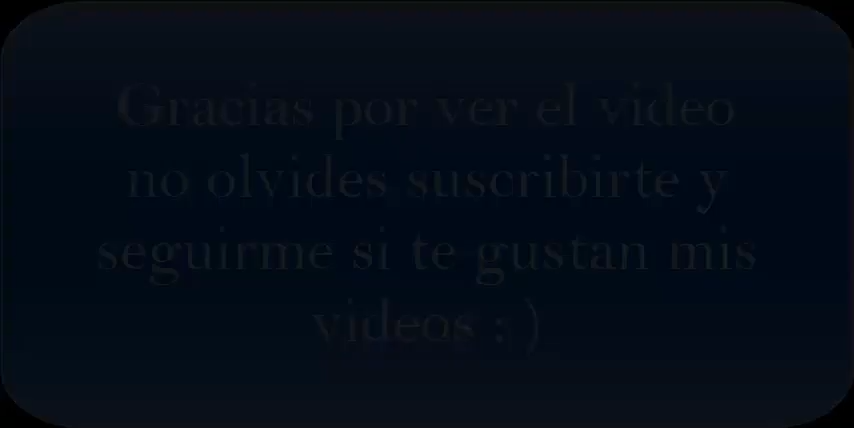 Gracias por ver el video
no olvides suscribirte y
seguirme si te gustan mis
videos : )